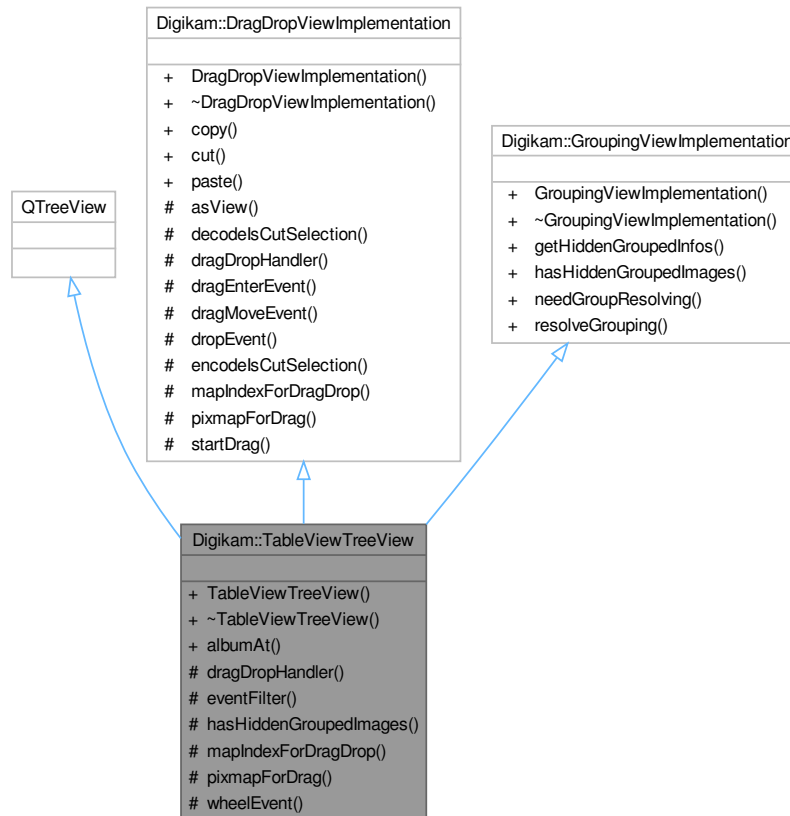 Digikam::DragDropViewImplementation
+ DragDropViewImplementation()
+ ~DragDropViewImplementation()
+ copy()
+ cut()
+ paste()
# asView()
# decodeIsCutSelection()
# dragDropHandler()
# dragEnterEvent()
# dragMoveEvent()
# dropEvent()
# encodeIsCutSelection()
# mapIndexForDragDrop()
# pixmapForDrag()
# startDrag()
Digikam::GroupingViewImplementation
+ GroupingViewImplementation()
+ ~GroupingViewImplementation()
+ getHiddenGroupedInfos()
+ hasHiddenGroupedImages()
+ needGroupResolving()
+ resolveGrouping()
QTreeView
Digikam::TableViewTreeView
+ TableViewTreeView()
+ ~TableViewTreeView()
+ albumAt()
# dragDropHandler()
# eventFilter()
# hasHiddenGroupedImages()
# mapIndexForDragDrop()
# pixmapForDrag()
# wheelEvent()